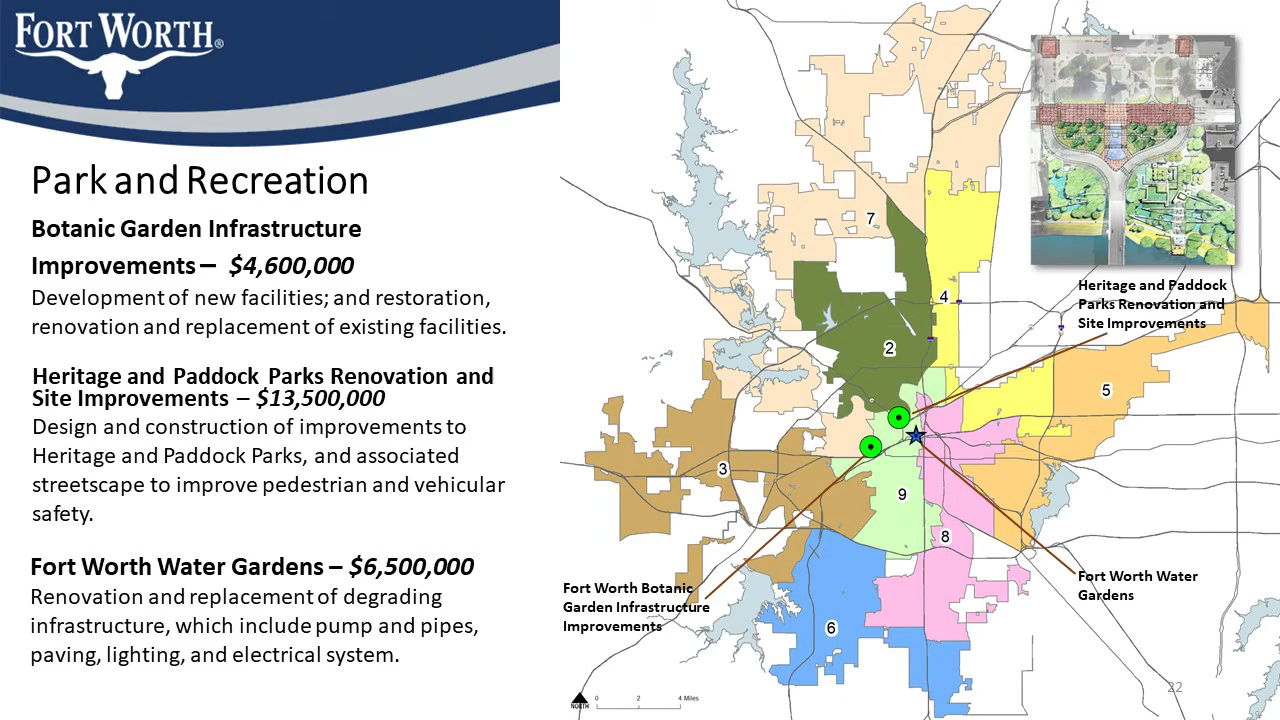 FORT WORTH®
Park and Recreation
Botanic Garden Infrastructure
Improvements – $4,600,000
Development of new facilities; and restoration,
renovation and replacement of existing facilities.
Heritage and Paddock Parks Renovation and
Site Improvements – $13,500,000
Design and construction of improvements to
Heritage and Paddock Parks, and associated
streetscape to improve pedestrian and vehicular
safety.
Fort Worth Water Gardens – $6,500,000
Renovation and replacement of degrading
infrastructure, which include pump and pipes,
paving, lighting, and electrical system.
7
4
2
5
3
9
8
6
Heritage and Paddock
Parks Renovation and
Site Improvements
Fort Worth Botanic
Garden Infrastructure
Improvements
Fort Worth Water
Gardens
NORTH
0 2 4 Miles
22